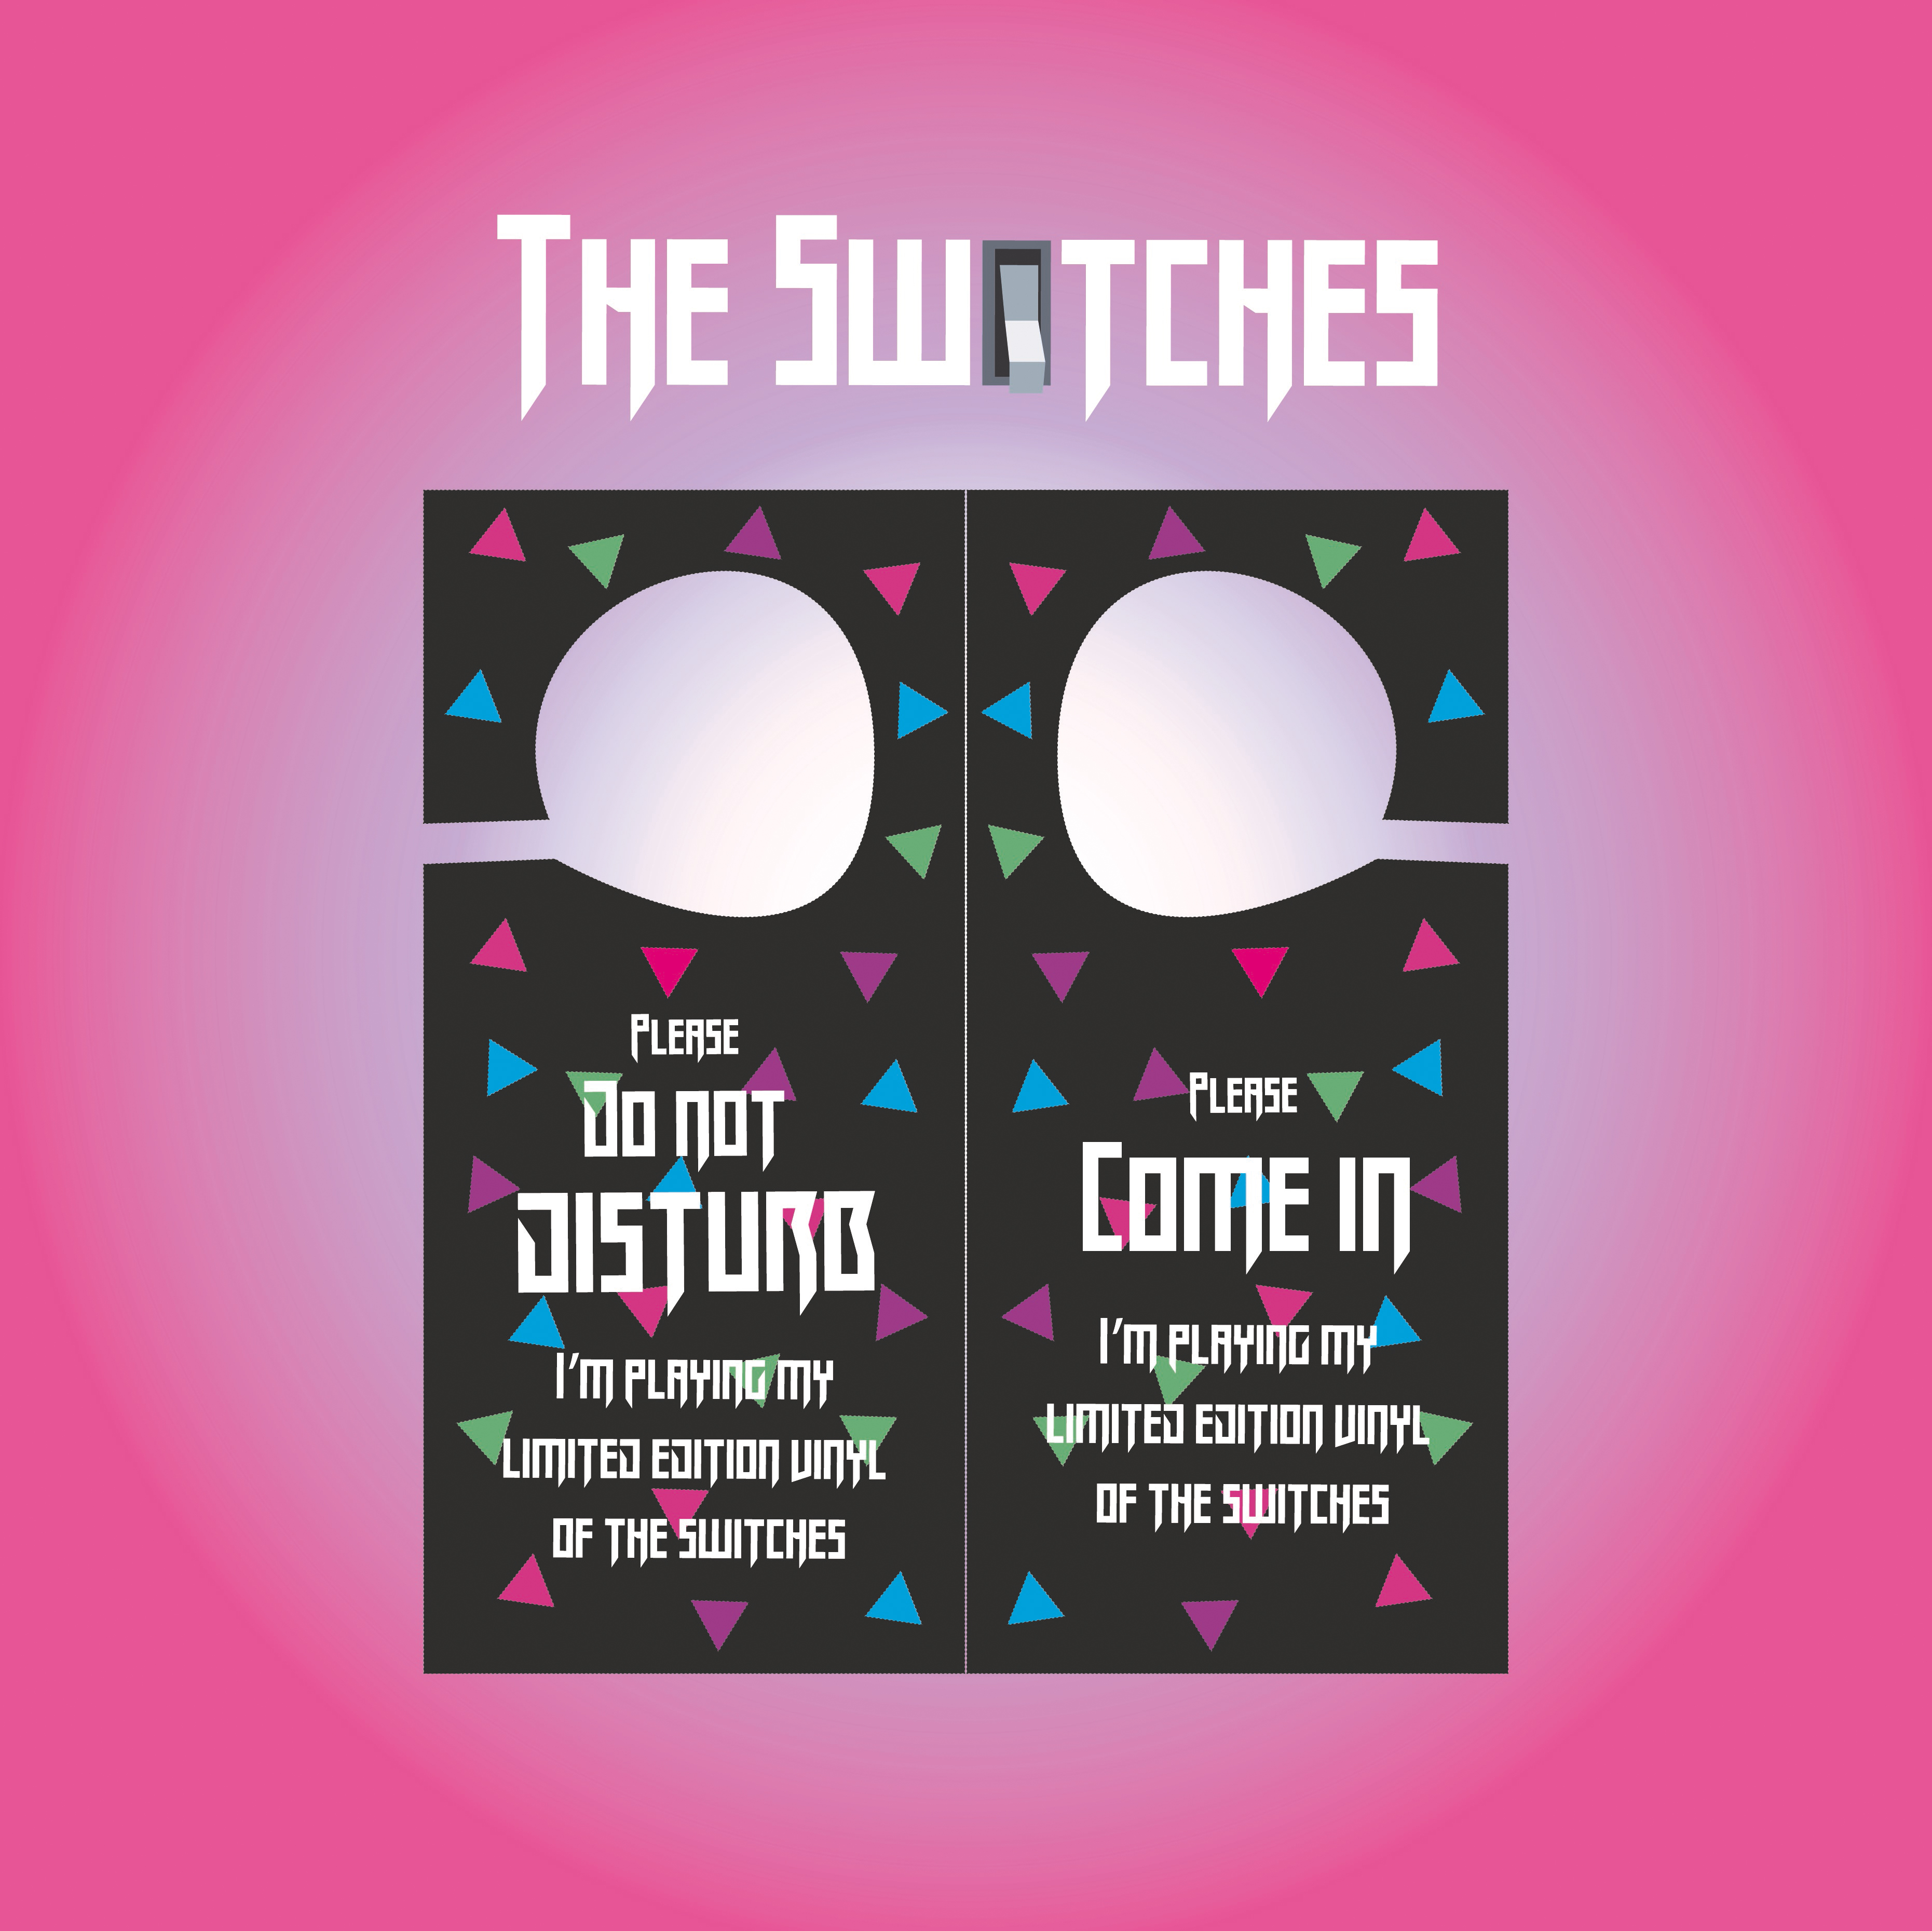 The Switches
Please
Do not
disturb
I'm playing my
limited edition vinyl
of the switches
Please
Come in
I'm playing my
limited edition vinyl
of the switches